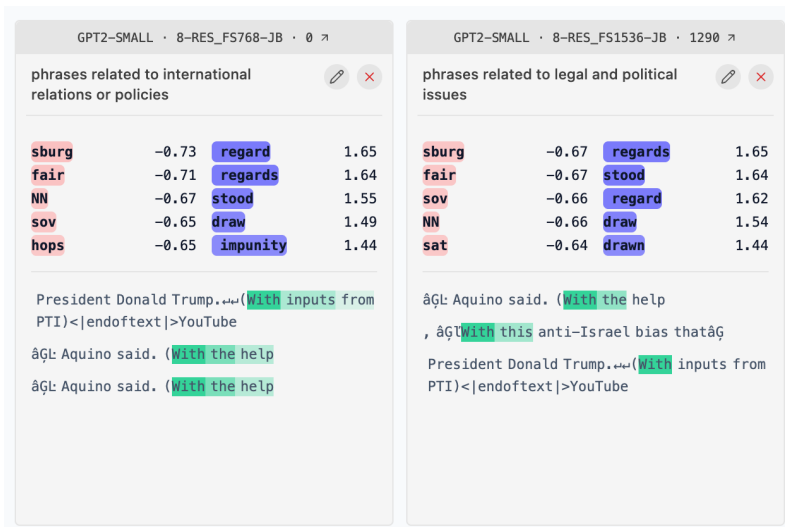 GPT2-SMALL · 8-RES_FS768-JB · 0 ↗
phrases related to international
relations or policies
sburg -0.73 regard 1.65
fair -0.71 regards 1.64
NN -0.67 stood 1.55
sov -0.65 draw 1.49
hops -0.65 impunity 1.44
President Donald Trump.↵↵(With inputs from
PTI)<|endoftext|>YouTube
âĢĿ Aquino said. (With the help
âĢĿ Aquino said. (With the help
GPT2-SMALL · 8-RES_FS1536-JB · 1290 ↗
phrases related to legal and political
issues
sburg -0.67 regards 1.65
fair -0.67 stood 1.64
sov -0.66 regard 1.62
NN -0.66 draw 1.54
sat -0.64 drawn 1.44
âĢĿ Aquino said. (With the help
, âĢľWith this anti-Israel bias thatâĢ
President Donald Trump.↵↵(With inputs from
PTI)<|endoftext|>YouTube